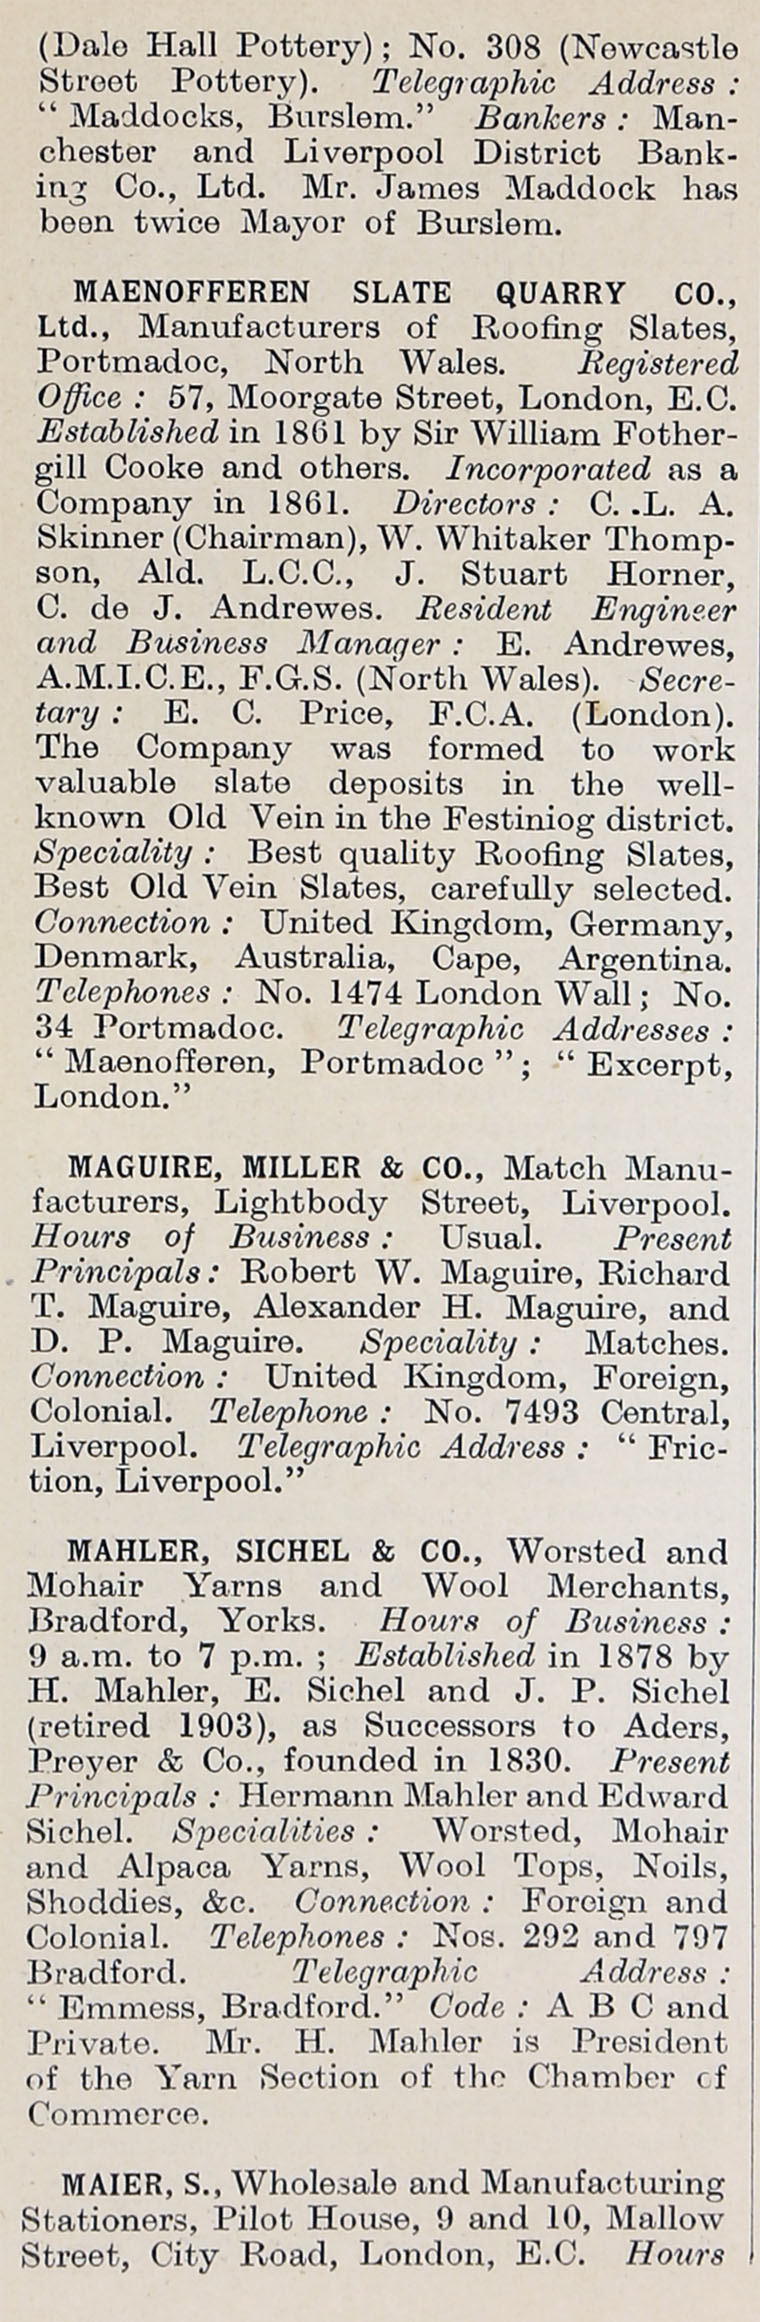 (Dale Hall Pottery); No. 308 (Newcastle
Street Pottery). Telegraphic Address :
“ Maddocks, Burslem.” Bankers : Man-
chester and Liverpool District Bank-
ing Co., Ltd. Mr. James Maddock has
been twice Mayor of Burslem.
MAENOFFEREN SLATE QUARRY CO.,
Ltd., Manufacturers of Roofing Slates,
Portmadoc, North Wales. Registered
Office : 57, Moorgate Street, London, E.C.
Established in 1861 by Sir William Fother-
gill Cooke and others. Incorporated as a
Company in 1861. Directors : C. .L. A.
Skinner (Chairman), W. Whitaker Thomp-
son, Ald. L.C.C., J. Stuart Horner,
C. de J. Andrewes. Resident Engineer
and Business Manager : E. Andrewes,
A.M.I.C.E., F.G.S. (North Wales). Secre-
tary : E. C. Price, F.C.A. (London).
The Company was formed to work
valuable slate deposits in the well-
known Old Vein in the Festiniog district.
Speciality : Best quality Roofing Slates,
Best Old Vein Slates, carefully selected.
Connection : United Kingdom, Germany,
Denmark, Australia, Cape, Argentina.
Telephones : No. 1474 London Wall; No.
34 Portmadoc. Telegraphic Addresses :
“ Maenofferen, Portmadoc ”; “ Excerpt,
London.”
MAGUIRE, MILLER & CO., Match Manu-
facturers, Lightbody Street, Liverpool.
Hours of Business : Usual. Present
Principals : Robert W. Maguire, Richard
T. Maguire, Alexander H. Maguire, and
D. P. Maguire. Speciality : Matches.
Connection : United Kingdom, Foreign,
Colonial. Telephone : No. 7493 Central,
Liverpool. Telegraphic Address : “ Fric-
tion, Liverpool.”
MAHLER, SICHEL & CO., Worsted and
Mohair Yarns and Wool Merchants,
Bradford, Yorks. Hours of Business :
9 a.m. to 7 p.m. ; Established in 1878 by
H. Mahler, E. Sichel and J. P. Sichel
(retired 1903), as Successors to Aders,
Preyer & Co., founded in 1830. Present
Principals : Hermann Mahler and Edward
Sichel. Specialities : Worsted, Mohair
and Alpaca Yarns, Wool Tops, Noils,
Shoddies, &c. Connection : Foreign and
Colonial. Telephones : Nos. 292 and 797
Bradford. Telegraphic Address :
“ Emmess, Bradford.” Code : A B C and
Private. Mr. H. Mahler is President
of the Yarn Section of the Chamber of
Commerce.
MAIER, S., Wholesale and Manufacturing
Stationers, Pilot House, 9 and 10, Mallow
Street, City Road, London, E.C. Hours